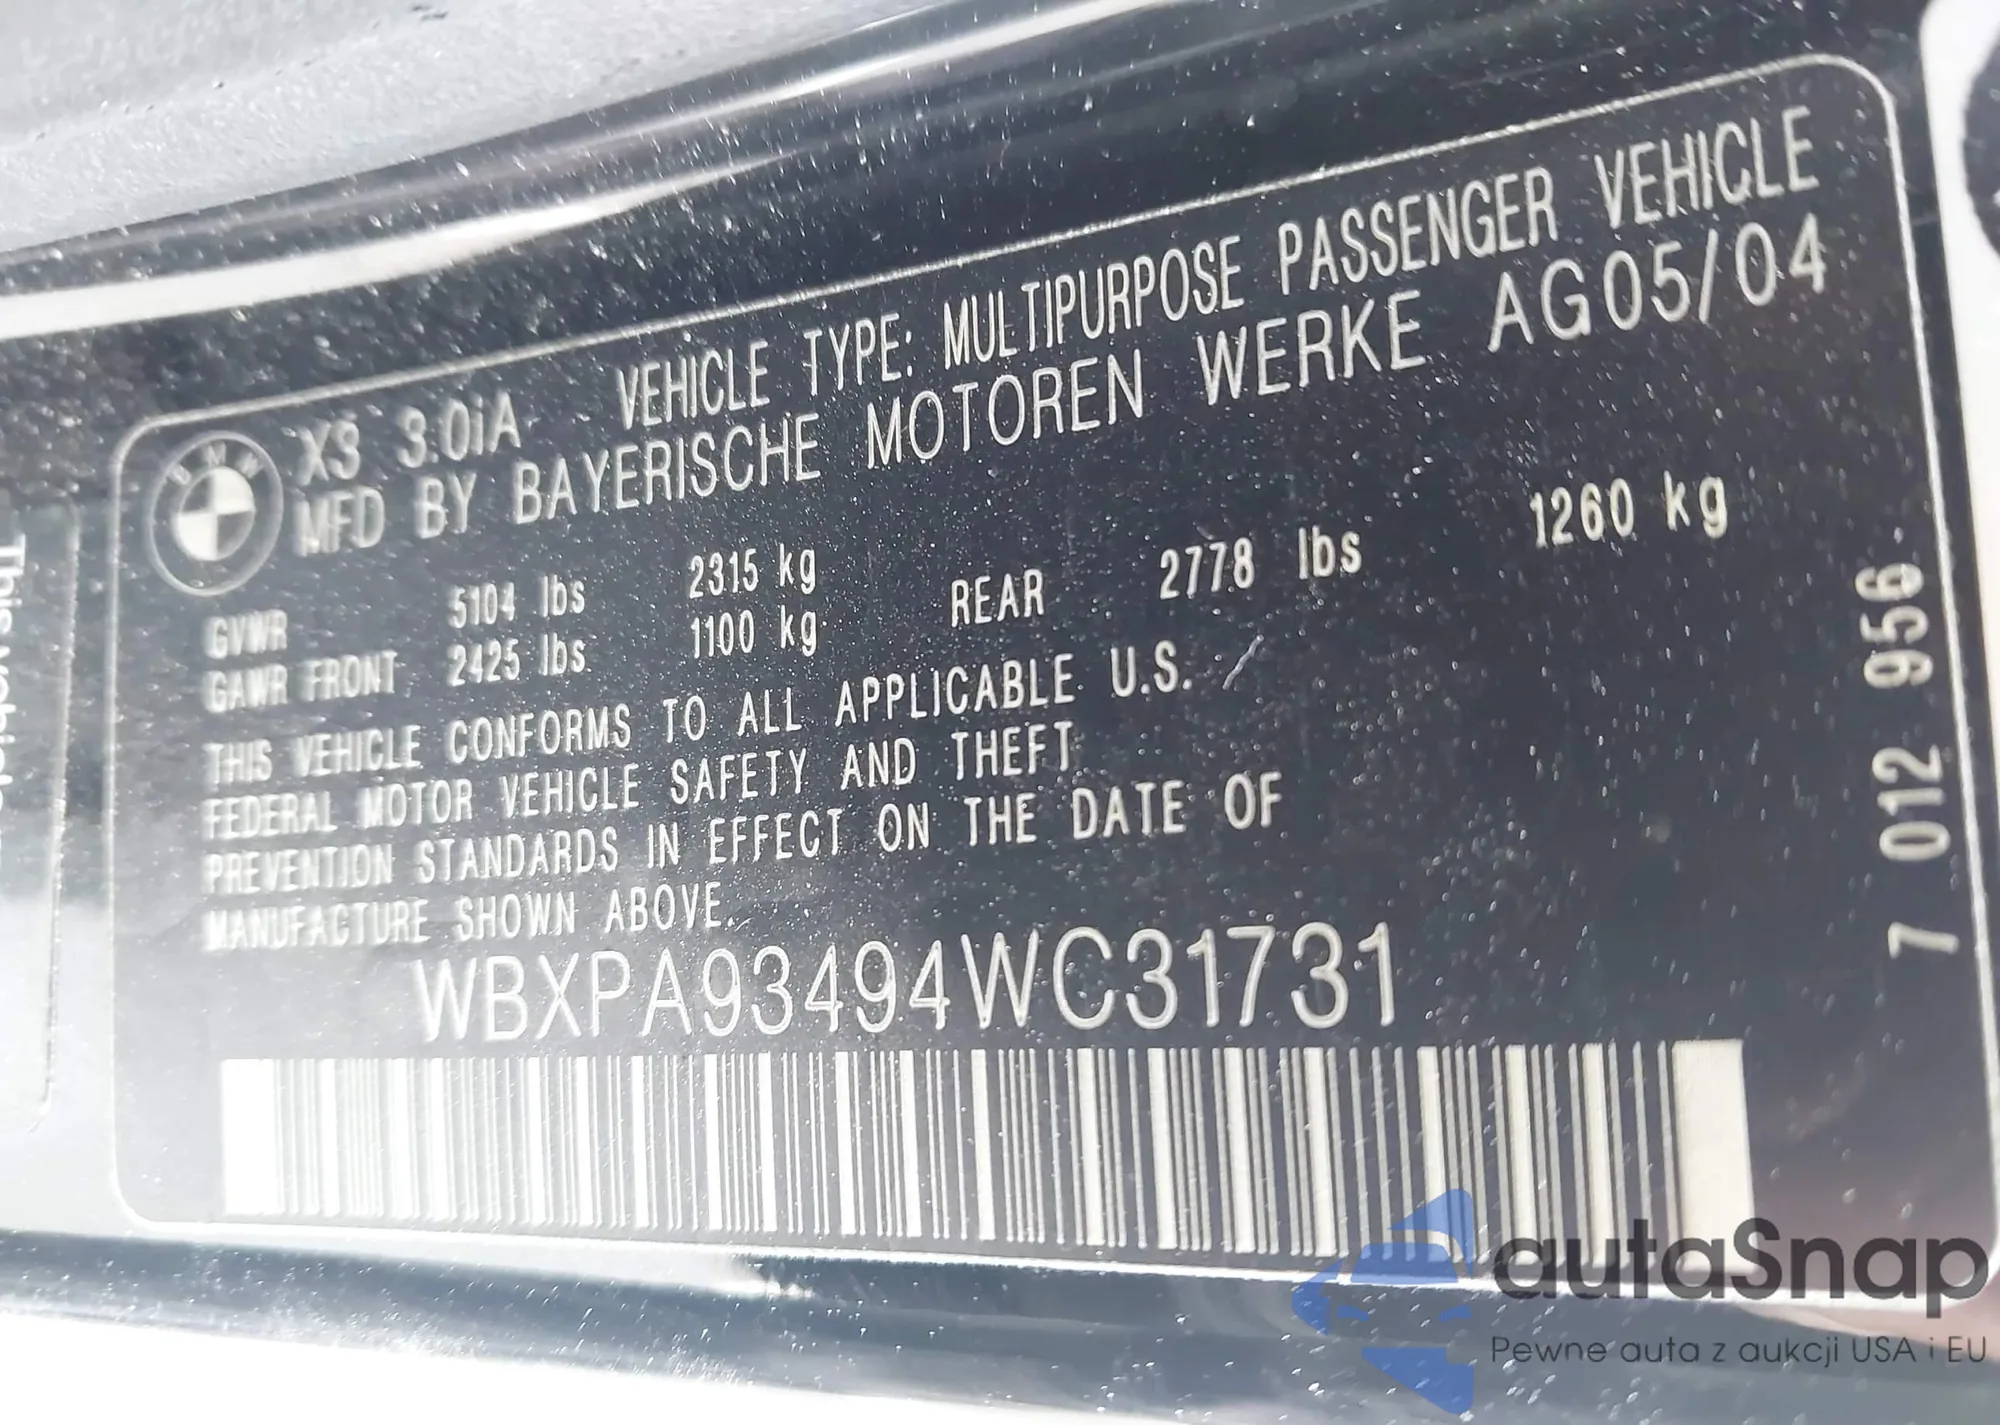 BMW
X3 3.0iA VEHICLE TYPE: MULTIPURPOSE PASSENGER VEHICLE
MFD BY BAYERISCHE MOTOREN WERKE AG05/04
GVWR 5104 lbs 2315 kg
GAWR FRONT 2425 lbs 1100 kg REAR 2778 lbs 1260 kg
THIS VEHICLE CONFORMS TO ALL APPLICABLE U.S.
FEDERAL MOTOR VEHICLE SAFETY AND THEFT
PREVENTION STANDARDS IN EFFECT ON THE DATE OF
MANUFACTURE SHOWN ABOVE.
WBXPA93494WC31731
7 012 956
This
autaSnap
Pewne auta z aukcji USA i EU